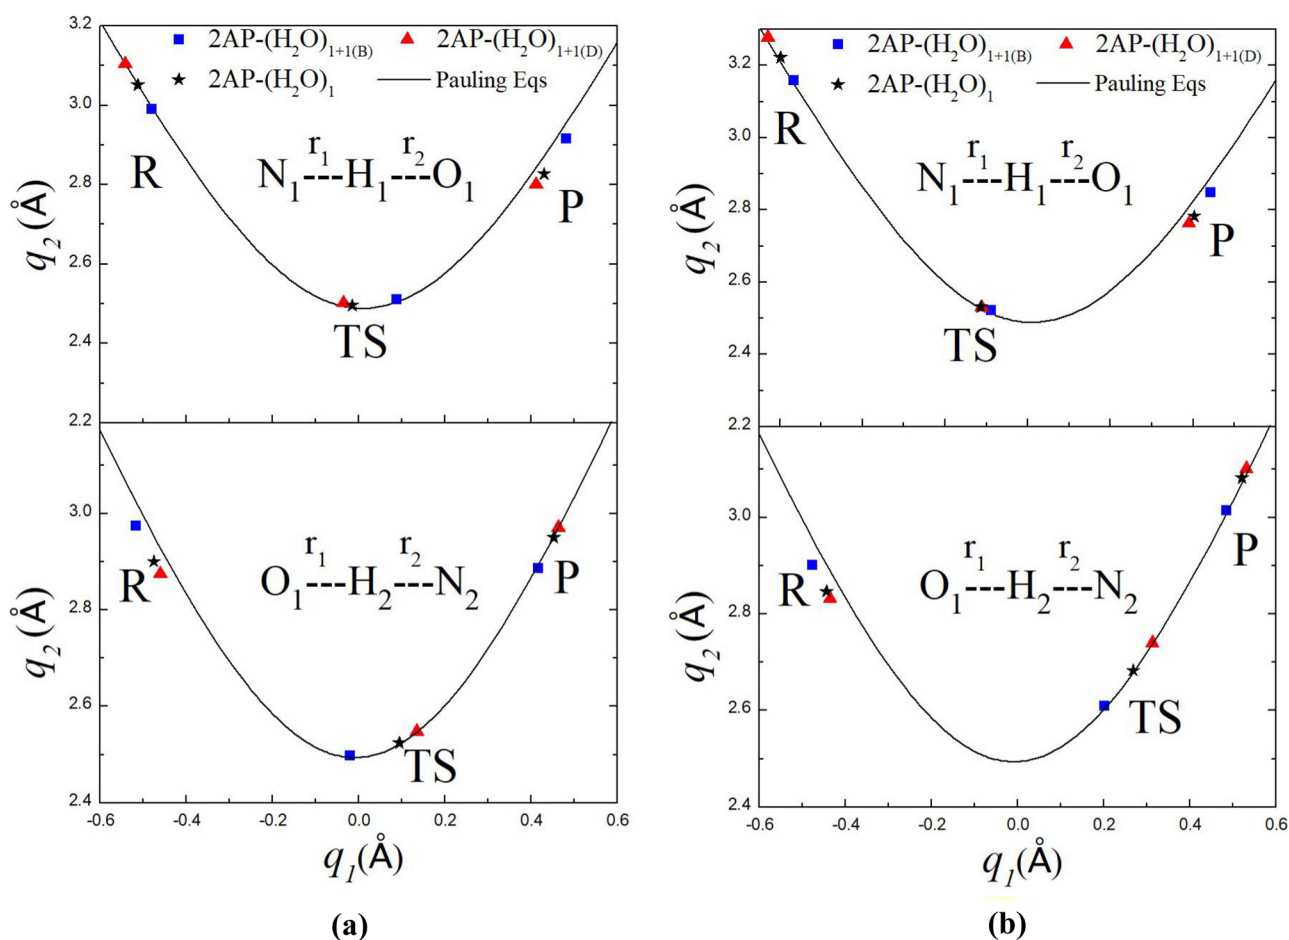 2AP-(H₂O)₁₊₁₍B₎ 2AP-(H₂O)₁₊₁₍D₎
2AP-(H₂O)₁ Pauling Eqs
3.2
3.0
2.8
2.6
2.4
2.2
q₂(Å)
R
r₁ r₂
N₁---H₁---O₁
P
TS
3.0
2.8
2.6
2.4
q₂(Å)
r₁ r₂
R O₁---H₂---N₂ P
TS
-0.6 -0.4 -0.2 0.0 0.2 0.4 0.6
q₁(Å)
(a)
2AP-(H₂O)₁₊₁₍B₎ 2AP-(H₂O)₁₊₁₍D₎
2AP-(H₂O)₁ Pauling Eqs
3.2
3.0
2.8
2.6
2.4
2.2
q₂(Å)
R
r₁ r₂
N₁---H₁---O₁
P
TS
3.0
2.8
2.6
2.4
q₂(Å)
r₁ r₂
R O₁---H₂---N₂
P
TS
-0.6 -0.4 -0.2 0.0 0.2 0.4 0.6
q₁(Å)
(b)